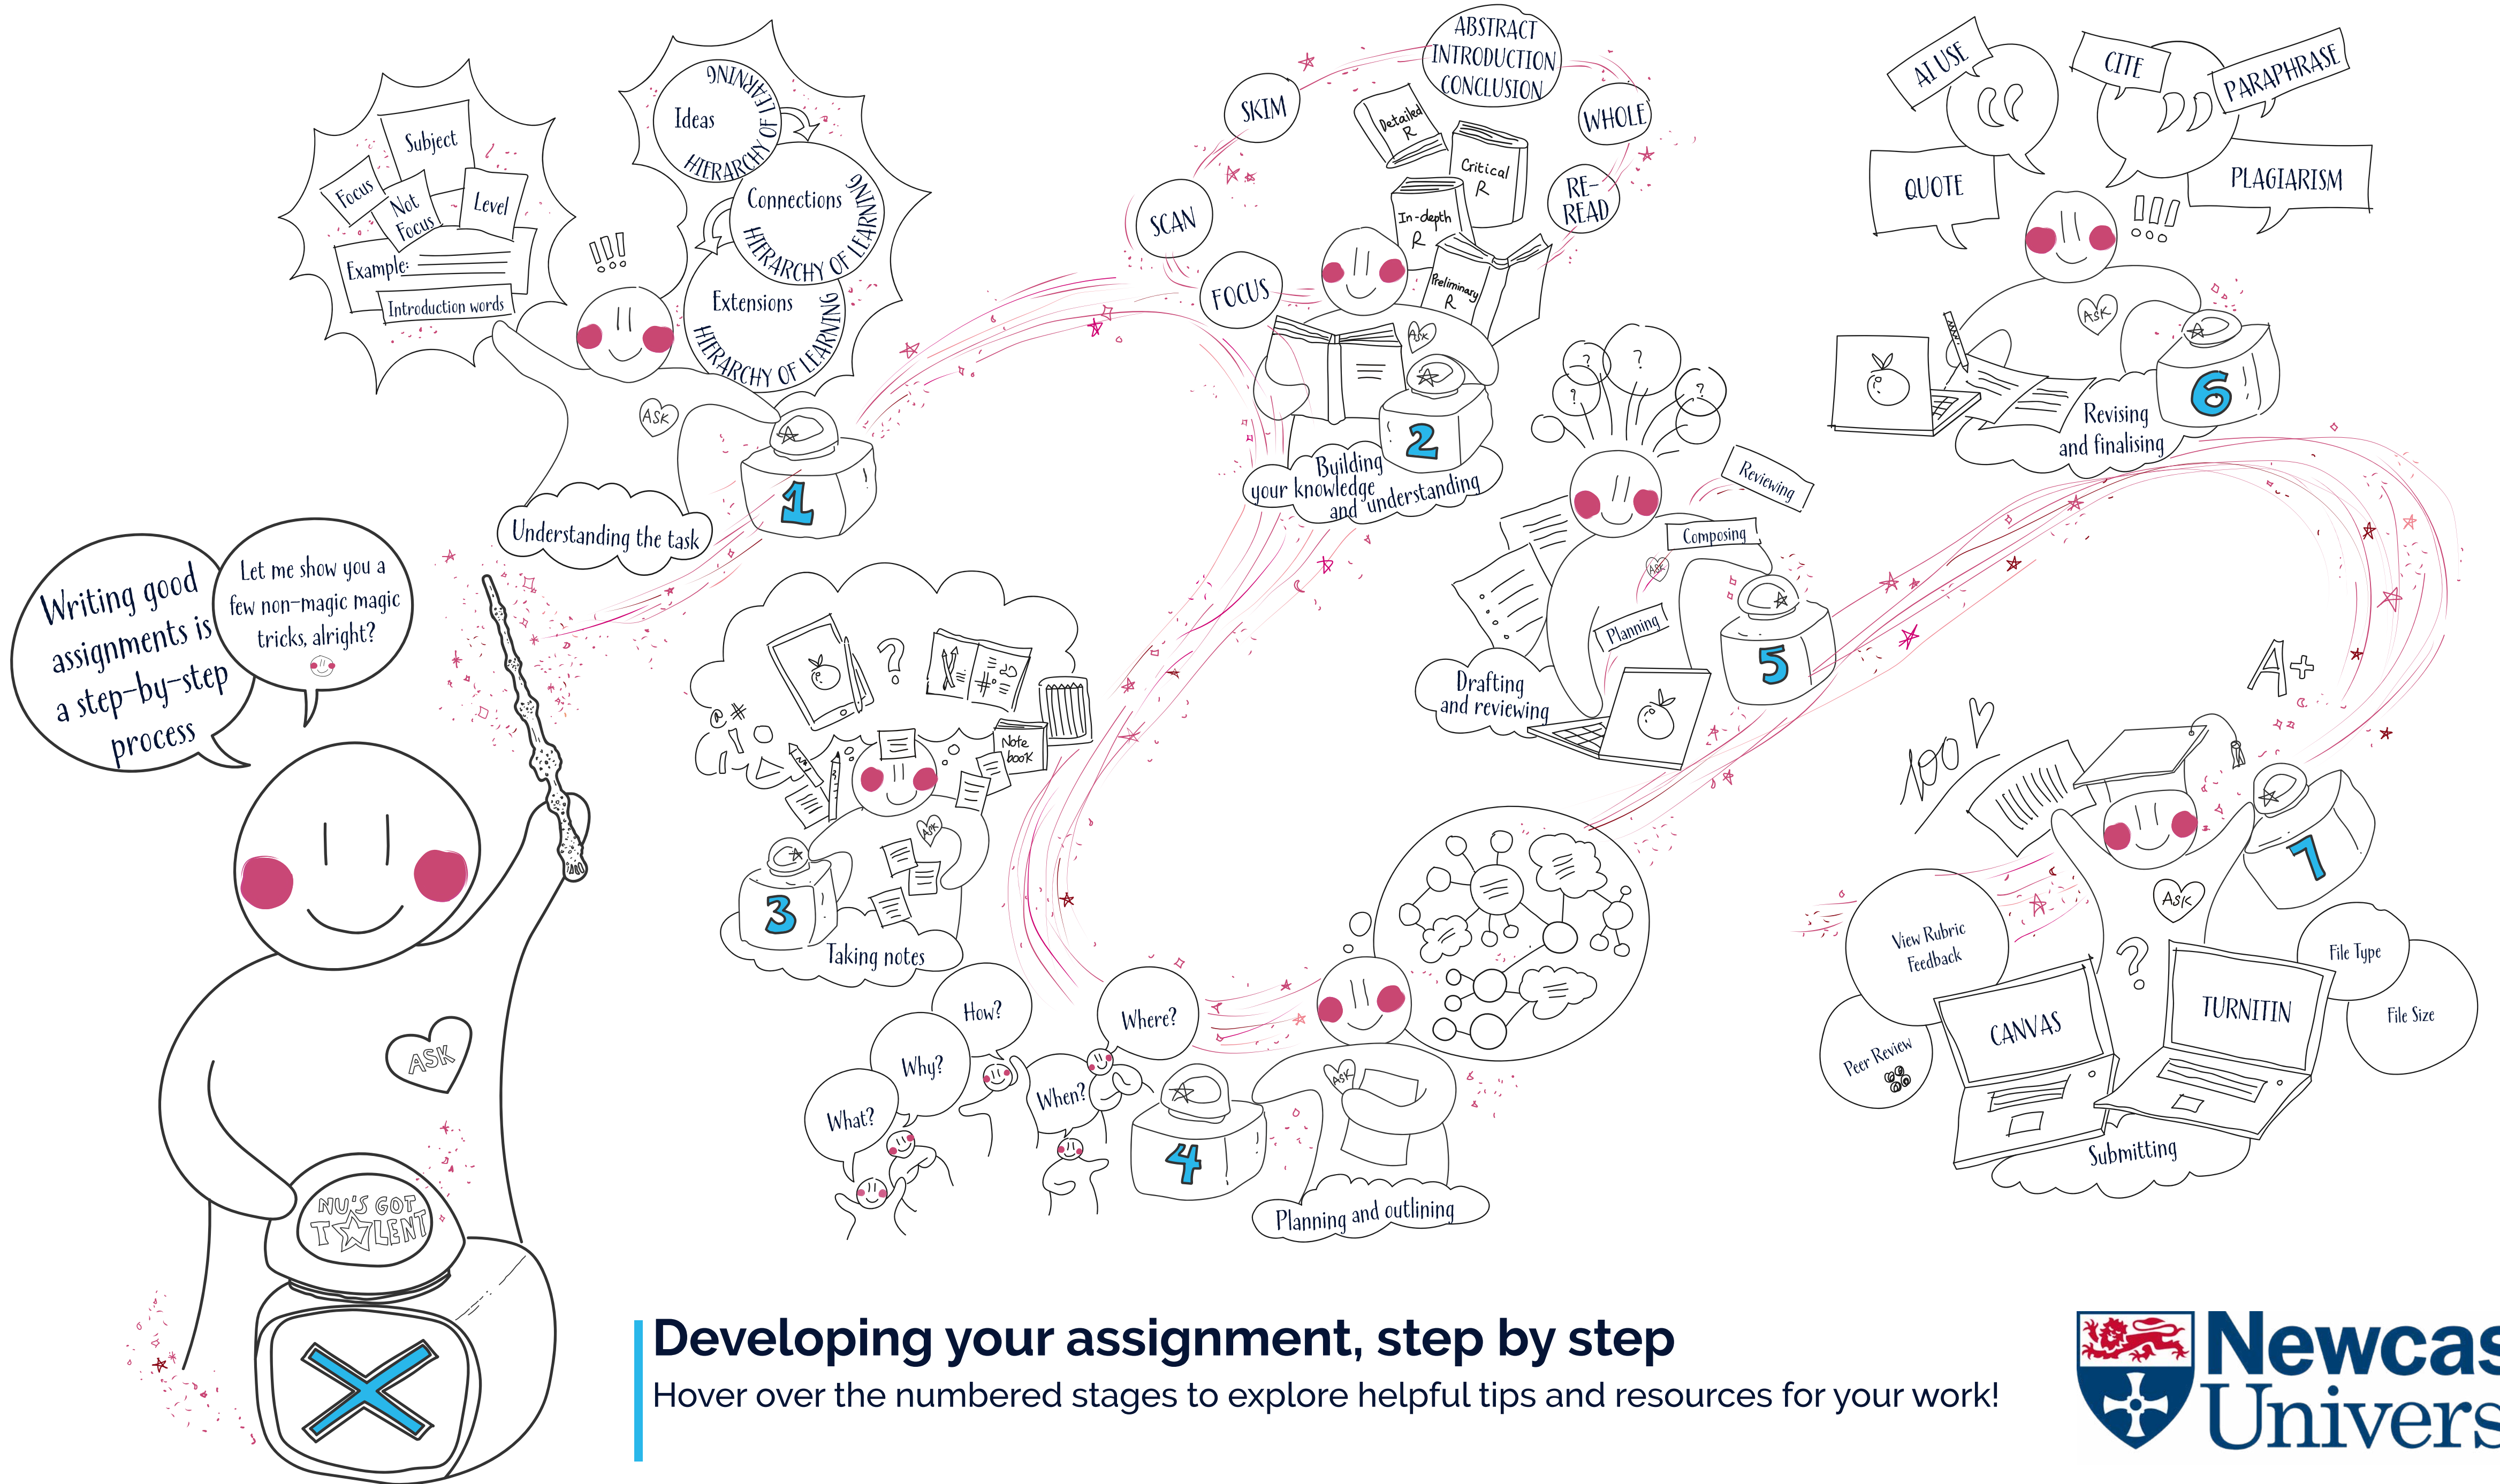 Writing good
assignments is
a step-by-step
process
Let me show you a
few non-magic magic
tricks, alright?
ASK
NU'S GOT
TALENT
Subject
Focus
Not
Focus
Level
Example:
Introduction words
!!!
Ideas
HIERARCHY OF LEARNING
Connections
HIERARCHY OF LEARNING
Extensions
HIERARCHY OF LEARNING
ASK
1
Understanding the task
FOCUS
SCAN
SKIM
ABSTRACT
INTRODUCTION
CONCLUSION
WHOLE
RE-
READ
Detailed
R
Critical
R
In-depth
R
Preliminary
R
ASK
2
Building
your knowledge
and understanding
?
@ *
# 
Note
book
ASK
3
Taking notes
What?
Why?
How?
When?
Where?
ASK
4
Planning and outlining
?
?
?
?
Reviewing
Composing
Planning
ASK
5
Drafting
and reviewing
AI USE
CITE
PARAPHRASE
QUOTE
PLAGIARISM
!!!
ASK
6
Revising
and finalising
A+
100
ASK
7
View Rubric
Feedback
Peer Review
File Type
File Size
?
CANVAS
TURNITIN
Submitting
Developing your assignment, step by step
Hover over the numbered stages to explore helpful tips and resources for your work!
Newcas
Univers